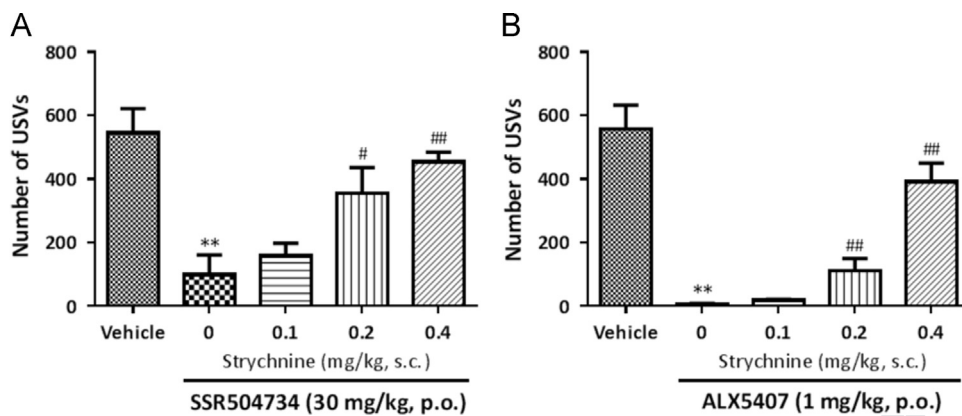 A
Number of USVs
800
600
400
200
0
**
#
##
Vehicle 0 0.1 0.2 0.4
Strychnine (mg/kg, s.c.)
SSR504734 (30 mg/kg, p.o.)
B
Number of USVs
800
600
400
200
0
**
##
##
Vehicle 0 0.1 0.2 0.4
Strychnine (mg/kg, s.c.)
ALX5407 (1 mg/kg, p.o.)